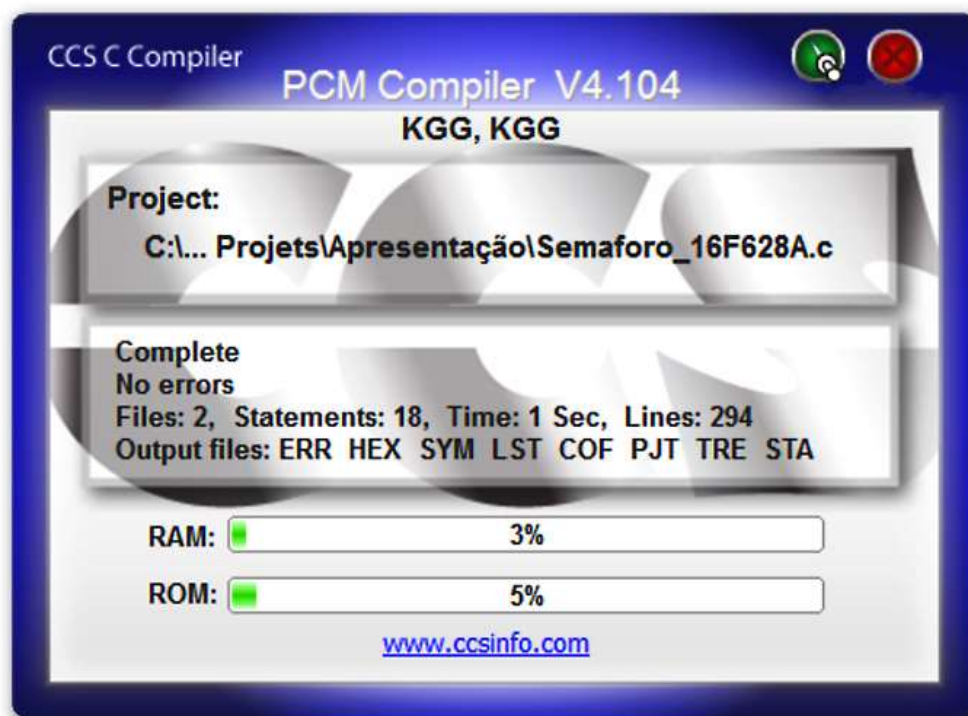 CCS C Compiler
PCM Compiler V4.104
KGG, KGG
Project:
C:\... Projets\Apresentação\Semaforo_16F628A.c
Complete
No errors
Files: 2, Statements: 18, Time: 1 Sec, Lines: 294
Output files: ERR HEX SYM LST COF PJT TRE STA
RAM: 3%
ROM: 5%
www.ccsinfo.com